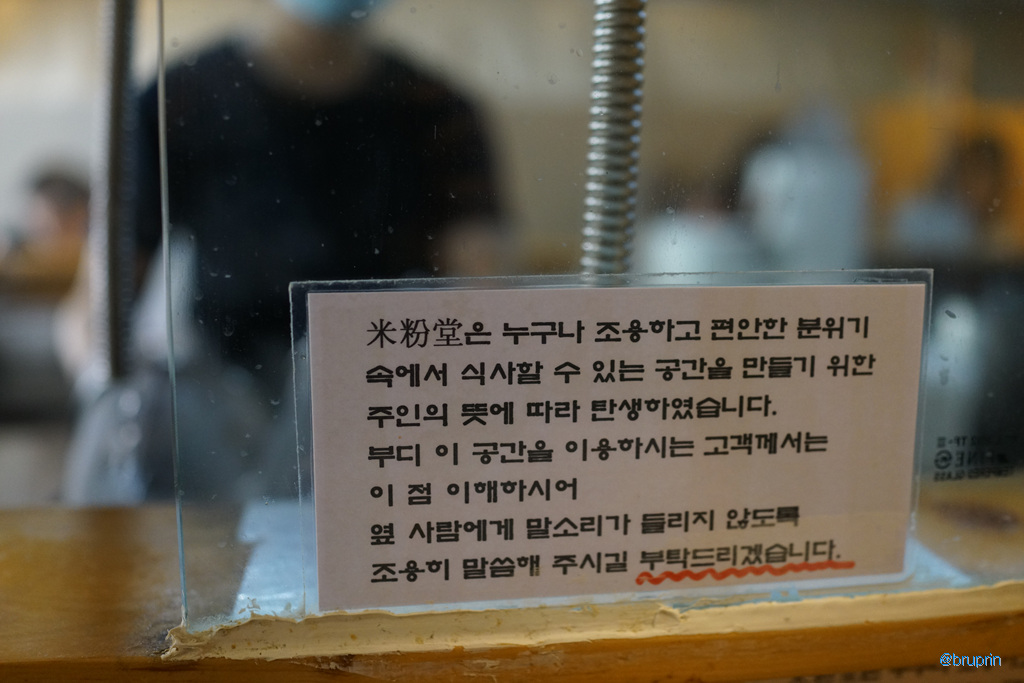 米粉堂은 누구나 조용하고 편안한 분위기
속에서 식사할 수 있는 공간을 만들기 위한
주인의 뜻에 따라 탄생하였습니다.
부디 이 공간을 이용하시는 고객께서는
이 점 이해하시어
옆 사람에게 말소리가 들리지 않도록
조용히 말씀해 주시길 부탁드리겠습니다.
@bruprin